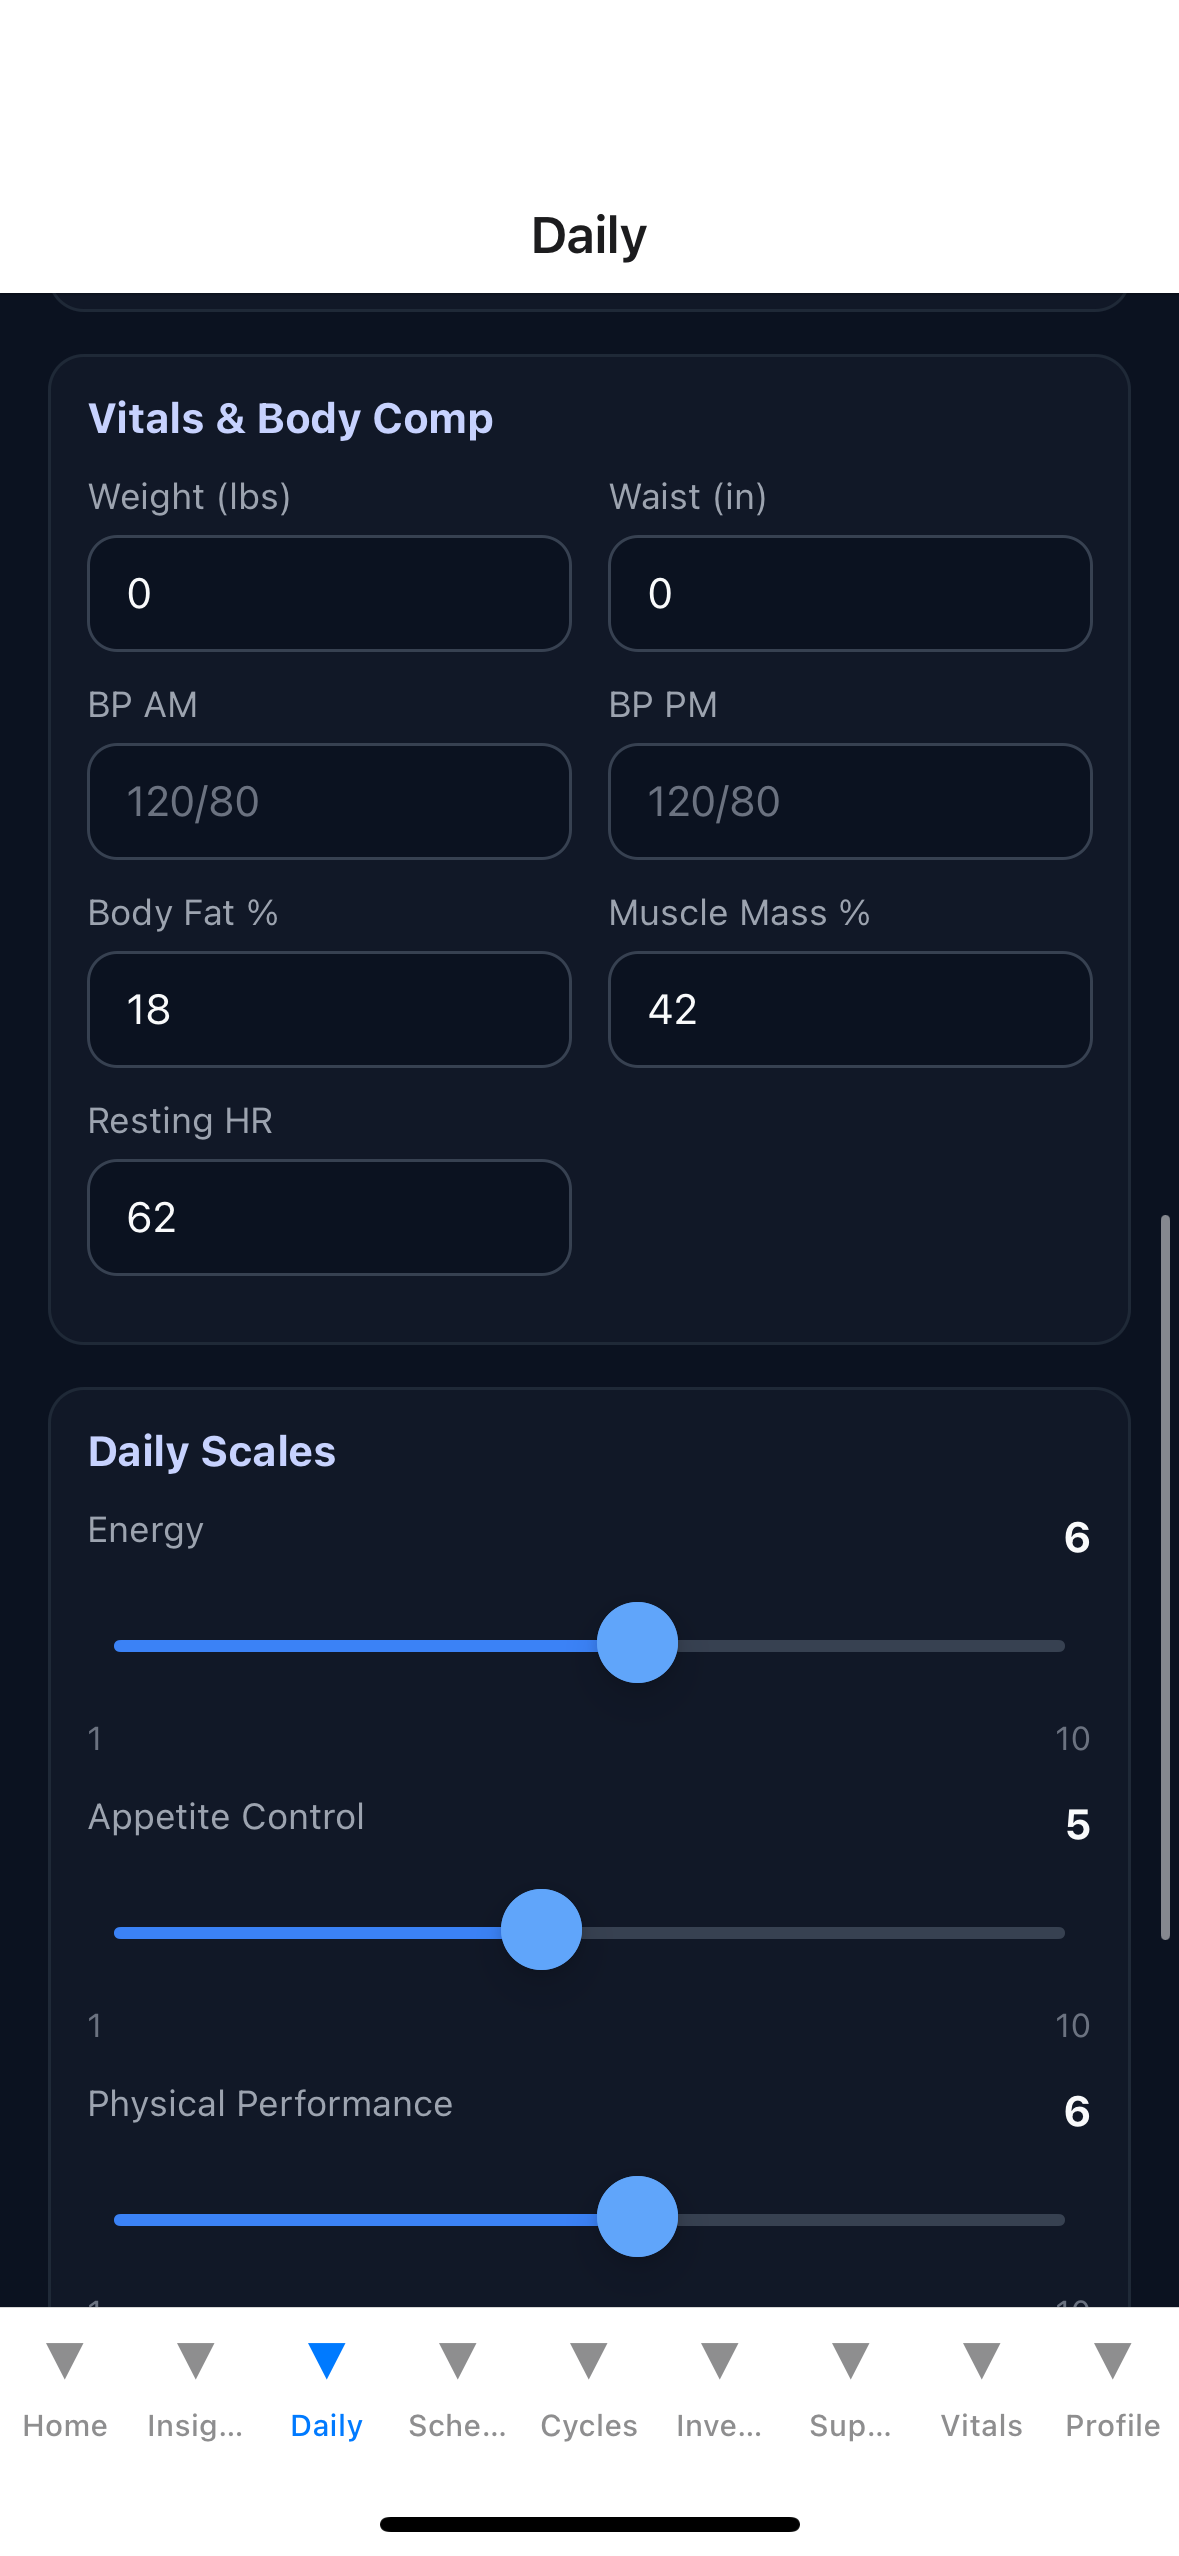 Daily
Vitals & Body Comp
Weight (lbs) Waist (in)
0 0
BP AM BP PM
120/80 120/80
Body Fat % Muscle Mass %
18 42
Resting HR
62
Daily Scales
Energy 6
1 10
Appetite Control 5
1 10
Physical Performance 6
1 10
Home Insig... Daily Sche... Cycles Inve... Sup... Vitals Profile